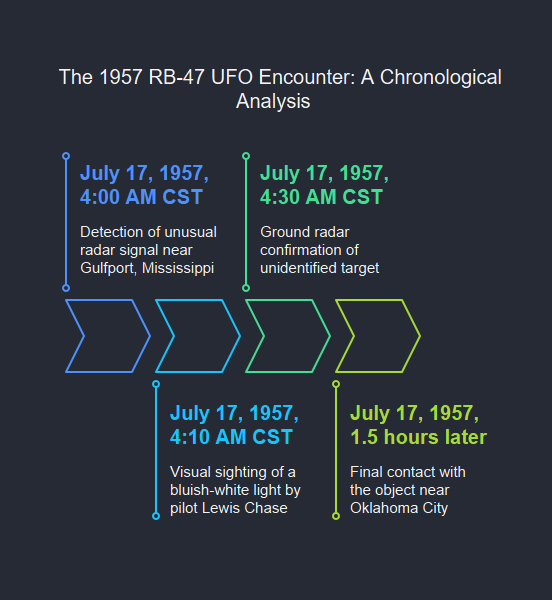 The 1957 RB-47 UFO Encounter: A Chronological
Analysis
July 17, 1957,
4:00 AM CST
Detection of unusual
radar signal near
Gulfport, Mississippi
July 17, 1957,
4:10 AM CST
Visual sighting of a
bluish-white light by
pilot Lewis Chase
July 17, 1957,
4:30 AM CST
Ground radar
confirmation of
unidentified target
July 17, 1957,
1.5 hours later
Final contact with
the object near
Oklahoma City